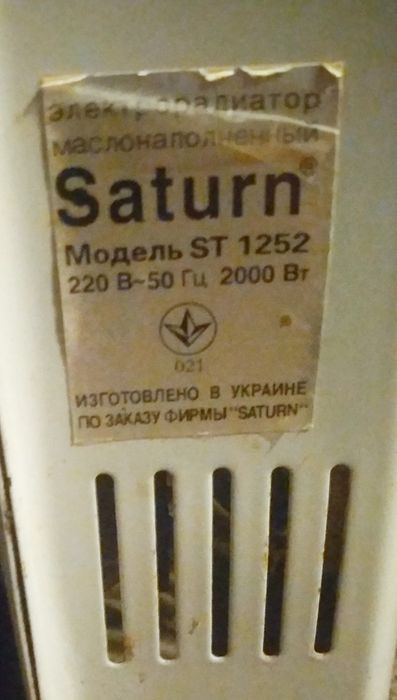 электрорадиатор
маслонаполненный
Saturn®
Модель ST 1252
220 В~50 Гц 2000 Вт
021
ИЗГОТОВЛЕНО В УКРАИНЕ
ПО ЗАКАЗУ ФИРМЫ "SATURN"